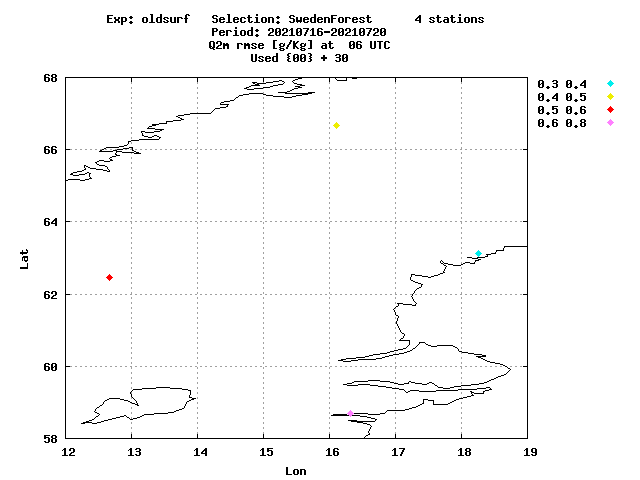 Exp: oldsurf   Selection: SwedenForest      4 stations
Period: 20210716-20210720
Q2m rmse [g/Kg] at  06 UTC
Used {00} + 30
68
66
64
62
60
58
Lat
12 13 14 15 16 17 18 19
Lon
0.3 0.4
0.4 0.5
0.5 0.6
0.6 0.8